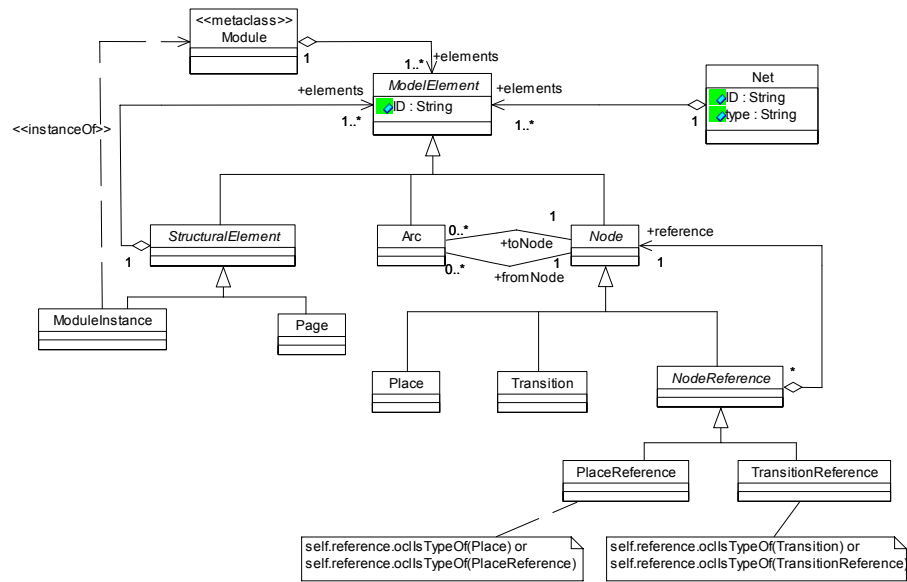 <<metaclass>>
Module
1
+elements
1..*
+elements
1..*
ModelElement
ID : String
+elements
1..*
1
Net
ID : String
type : String
<<instanceOf>>
StructuralElement
1
Arc
0..*
1
+toNode
0..*
1
+fromNode
Node
+reference
1
ModuleInstance
Page
Place
Transition
NodeReference
*
PlaceReference
TransitionReference
self.reference.oclIsTypeOf(Place) or
self.reference.oclIsTypeOf(PlaceReference)
self.reference.oclIsTypeOf(Transition) or
self.reference.oclIsTypeOf(TransitionReference)